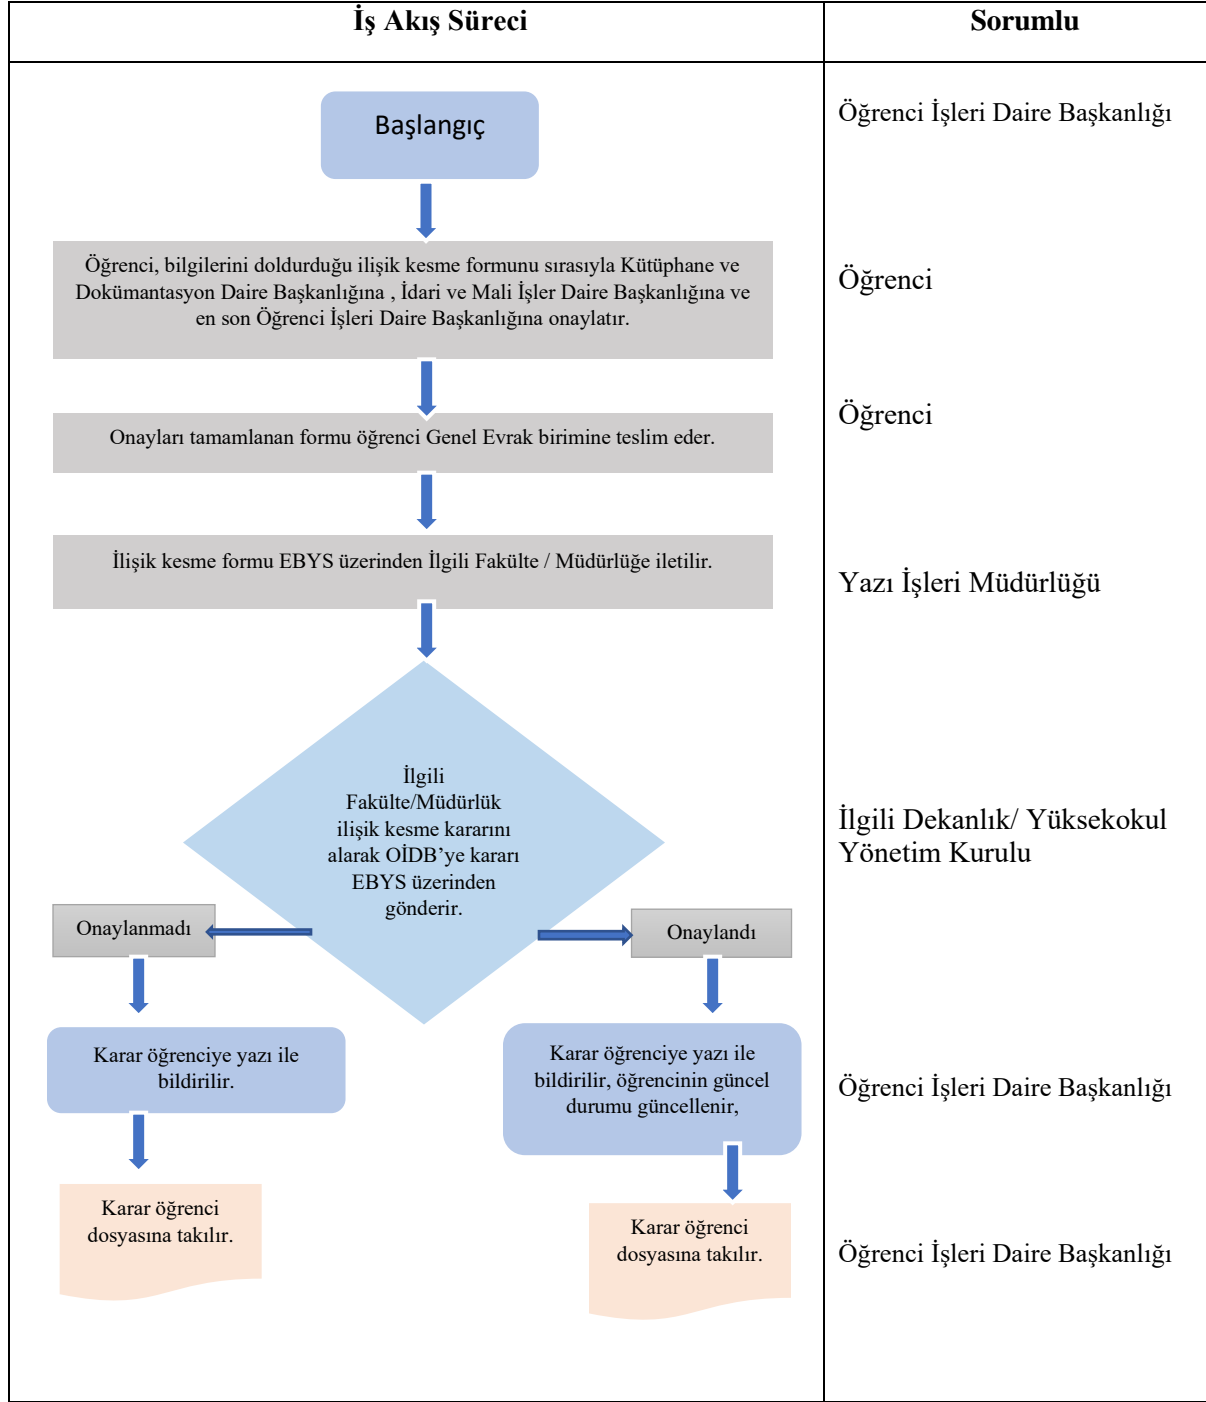 İş Akış Süreci
Sorumlu
Başlangıç
Öğrenci İşleri Daire Başkanlığı
Öğrenci, bilgilerini doldurduğu ilişik kesme formunu sırasıyla Kütüphane ve
Dokümantasyon Daire Başkanlığına , İdari ve Mali İşler Daire Başkanlığına ve
en son Öğrenci İşleri Daire Başkanlığına onaylatır.
Öğrenci
Onayları tamamlanan formu öğrenci Genel Evrak birimine teslim eder.
Öğrenci
İlişik kesme formu EBYS üzerinden İlgili Fakülte / Müdürlüğe iletilir.
Yazı İşleri Müdürlüğü
İlgili
Fakülte/Müdürlük
ilişik kesme kararını
alarak OİDB’ye kararı
EBYS üzerinden
gönderir.
İlgili Dekanlık/ Yüksekokul
Yönetim Kurulu
Onaylanmadı
Onaylandı
Karar öğrenciye yazı ile
bildirilir.
Karar öğrenciye yazı ile
bildirilir, öğrencinin güncel
durumu güncellenir,
Öğrenci İşleri Daire Başkanlığı
Karar öğrenci
dosyasına takılır.
Karar öğrenci
dosyasına takılır.
Öğrenci İşleri Daire Başkanlığı